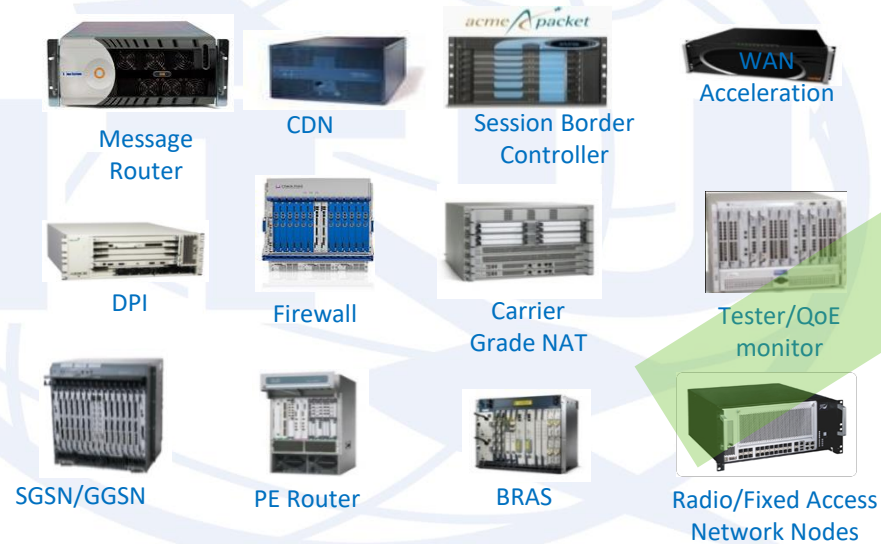 acme packet
WAN
Acceleration
CDN
Session Border
Controller
Message
Router
DPI
Firewall
Carrier
Grade NAT
Tester/QoE
monitor
SGSN/GGSN
PE Router
BRAS
Radio/Fixed Access
Network Nodes